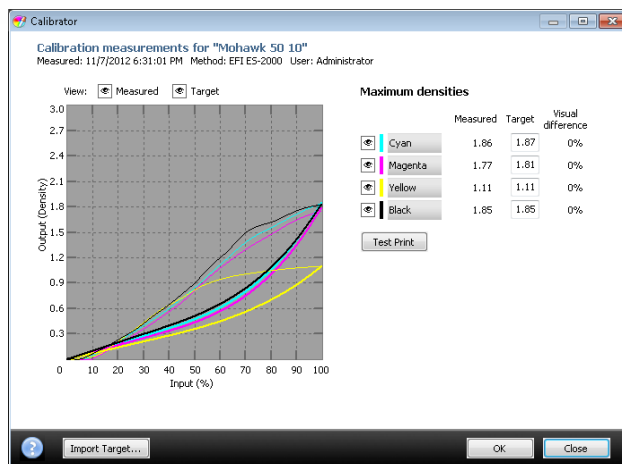 Calibrator
Calibration measurements for "Mohawk 50 10"
Measured: 11/7/2012 6:31:01 PM Method: EFI ES-2000 User: Administrator
View: Measured Target
Maximum densities
Measured Target Visual difference
Cyan 1.86 1.87 0%
Magenta 1.77 1.81 0%
Yellow 1.11 1.11 0%
Black 1.85 1.85 0%
Test Print
Output (Density)
3.0
2.7
2.4
2.1
1.8
1.5
1.2
0.9
0.6
0.3
0 10 20 30 40 50 60 70 80 90 100
Input (%)
? Import Target... OK Close